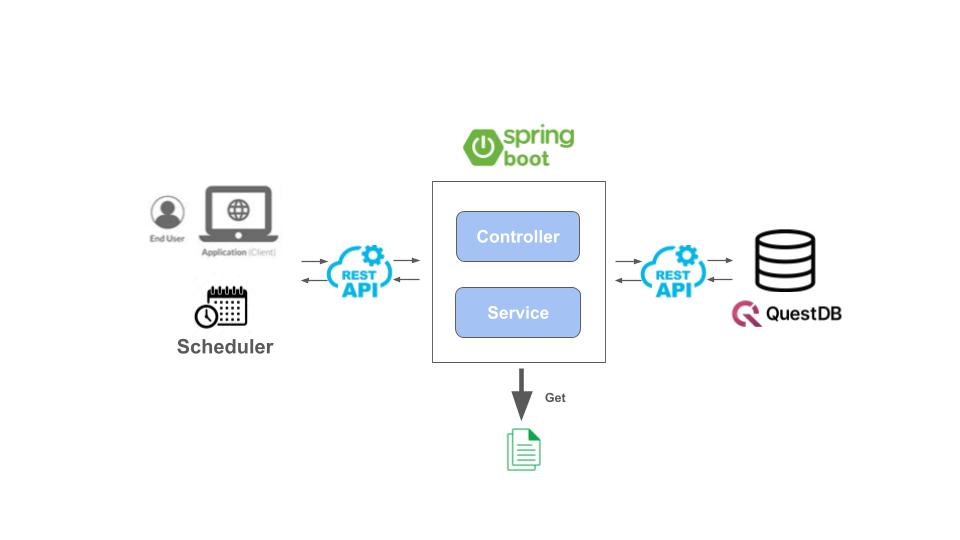 spring
boot
End User
Application (Client)
Scheduler
REST
API
Controller
Service
REST
API
QuestDB
Get